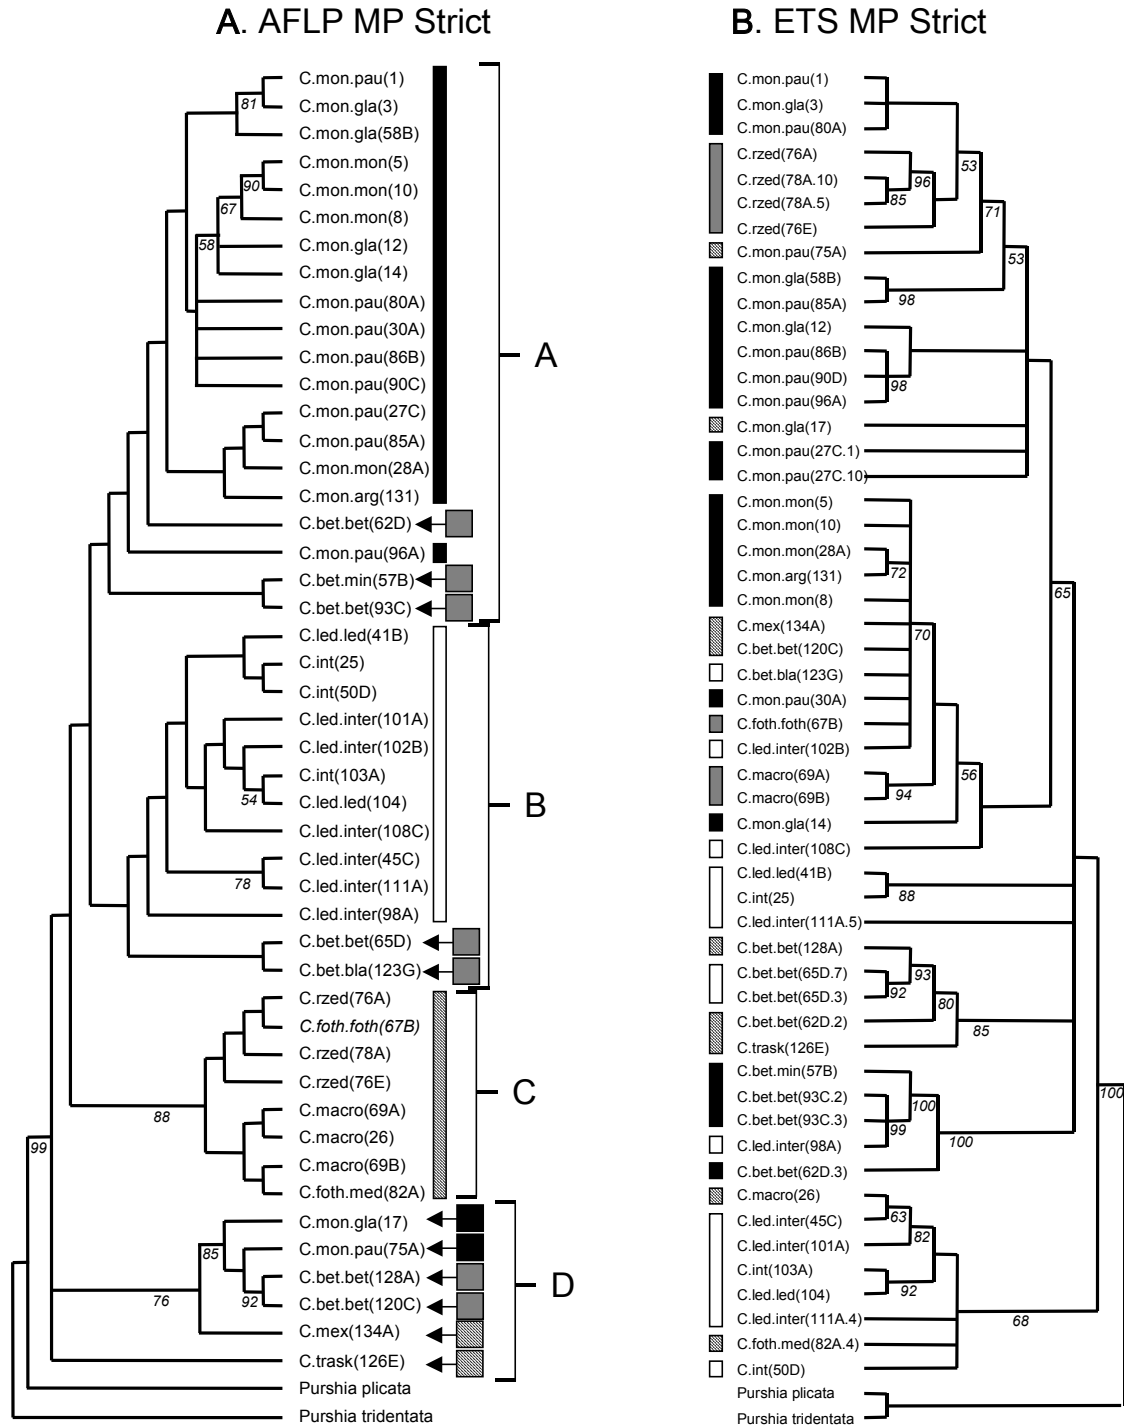 A. AFLP MP Strict
C.mon.pau(1)
81
C.mon.gla(3)
C.mon.gla(58B)
C.mon.mon(5)
90
C.mon.mon(10)
67
C.mon.mon(8)
58
C.mon.gla(12)
C.mon.gla(14)
C.mon.pau(80A)
C.mon.pau(30A)
C.mon.pau(86B)
A
C.mon.pau(90C)
C.mon.pau(27C)
C.mon.pau(85A)
C.mon.mon(28A)
C.mon.arg(131)
C.bet.bet(62D)
C.mon.pau(96A)
C.bet.min(57B)
C.bet.bet(93C)
C.led.led(41B)
C.int(25)
C.int(50D)
C.led.inter(101A)
C.led.inter(102B)
C.int(103A)
54
C.led.led(104)
B
C.led.inter(108C)
C.led.inter(45C)
78
C.led.inter(111A)
C.led.inter(98A)
C.bet.bet(65D)
C.bet.bla(123G)
C.rzed(76A)
C.foth.foth(67B)
C.rzed(78A)
C.rzed(76E)
C
88
C.macro(69A)
C.macro(26)
99
C.macro(69B)
C.foth.med(82A)
C.mon.gla(17)
85
C.mon.pau(75A)
C.bet.bet(128A)
D
76
92
C.bet.bet(120C)
C.mex(134A)
C.trask(126E)
Purshia plicata
Purshia tridentata
B. ETS MP Strict
C.mon.pau(1)
C.mon.gla(3)
C.mon.pau(80A)
C.rzed(76A)
53
C.rzed(78A.10)
96
85
C.rzed(78A.5)
71
C.rzed(76E)
C.mon.pau(75A)
53
C.mon.gla(58B)
98
C.mon.pau(85A)
C.mon.gla(12)
C.mon.pau(86B)
C.mon.pau(90D)
98
C.mon.pau(96A)
C.mon.gla(17)
C.mon.pau(27C.1)
C.mon.pau(27C.10)
C.mon.mon(5)
C.mon.mon(10)
C.mon.mon(28A)
72
C.mon.arg(131)
65
C.mon.mon(8)
C.mex(134A)
70
C.bet.bet(120C)
C.bet.bla(123G)
C.mon.pau(30A)
C.foth.foth(67B)
C.led.inter(102B)
C.macro(69A)
56
94
C.macro(69B)
C.mon.gla(14)
C.led.inter(108C)
C.led.led(41B)
88
C.int(25)
C.led.inter(111A.5)
C.bet.bet(128A)
C.bet.bet(65D.7)
93
92
C.bet.bet(65D.3)
80
C.bet.bet(62D.2)
85
C.trask(126E)
C.bet.min(57B)
100
C.bet.bet(93C.2)
100
C.bet.bet(93C.3)
99
100
C.led.inter(98A)
C.bet.bet(62D.3)
C.macro(26)
63
C.led.inter(45C)
82
C.led.inter(101A)
C.int(103A)
92
C.led.led(104)
C.led.inter(111A.4)
68
C.foth.med(82A.4)
C.int(50D)
Purshia plicata
Purshia tridentata